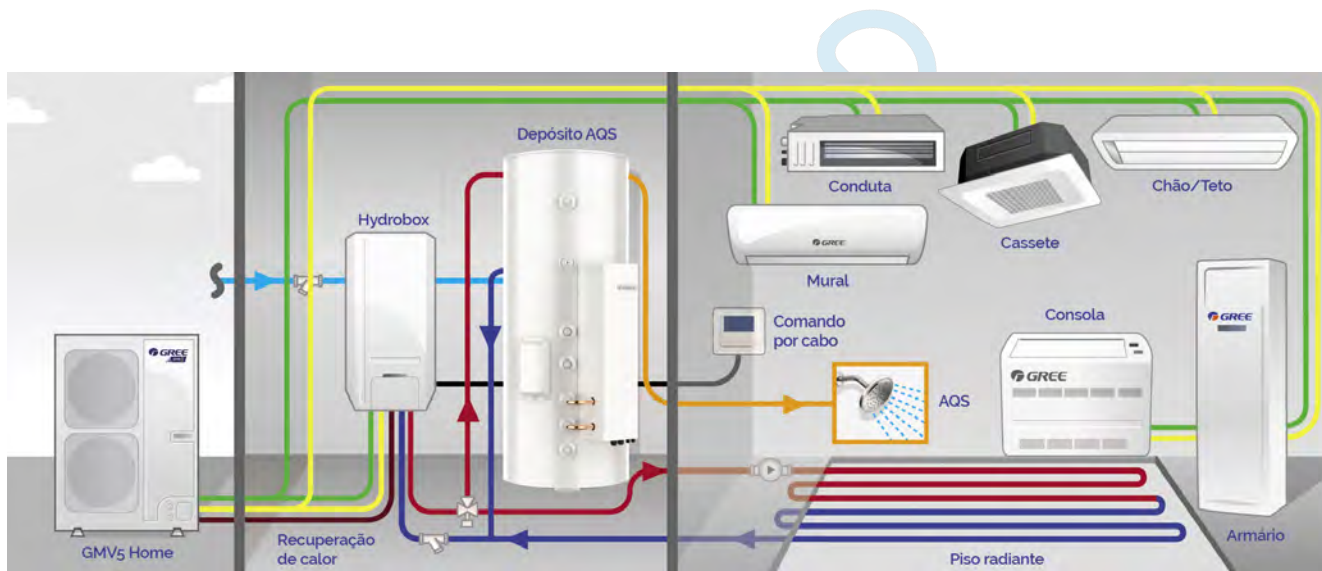 Depósito AQS
Hydrobox
GREE
GMV5 Home
Recuperação
de calor
Conduta
Cassete
Chão/Teto
GREE
Mural
Comando
por cabo
AQS
Consola
GREE
GREE
Armário
Piso radiante